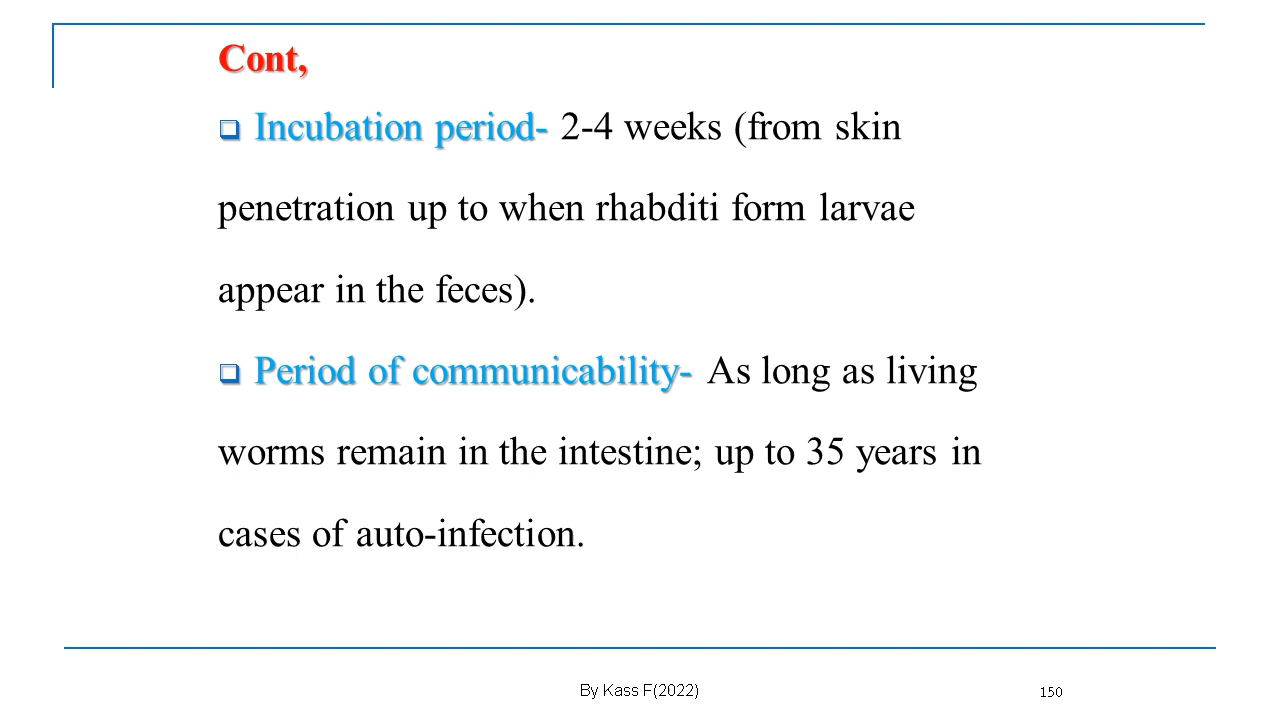 Cont,
Incubation period- 2-4 weeks (from skin
penetration up to when rhabditi form larvae
appear in the feces).
Period of communicability- As long as living
worms remain in the intestine; up to 35 years in
cases of auto-infection.
By Kass F(2022)
150